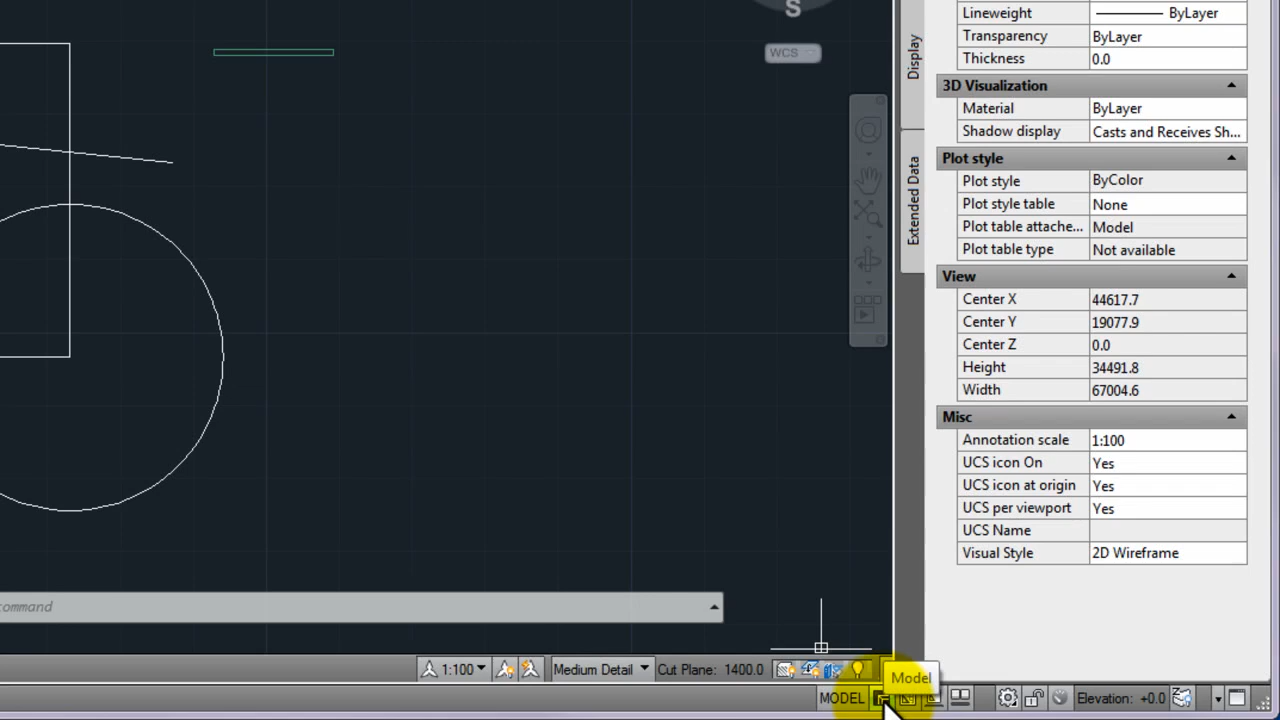 S
WCS
Display
Extended Data
Lineweight ByLayer
Transparency ByLayer
Thickness 0.0
3D Visualization
Material ByLayer
Shadow display Casts and Receives Sh...
Plot style
Plot style ByColor
Plot style table None
Plot table attache... Model
Plot table type Not available
View
Center X 44617.7
Center Y 19077.9
Center Z 0.0
Height 34491.8
Width 67004.6
Misc
Annotation scale 1:100
UCS icon On Yes
UCS icon at origin Yes
UCS per viewport Yes
UCS Name
Visual Style 2D Wireframe
ommand
1:100 Medium Detail Cut Plane: 1400.0
Model
MODEL Elevation: +0.0